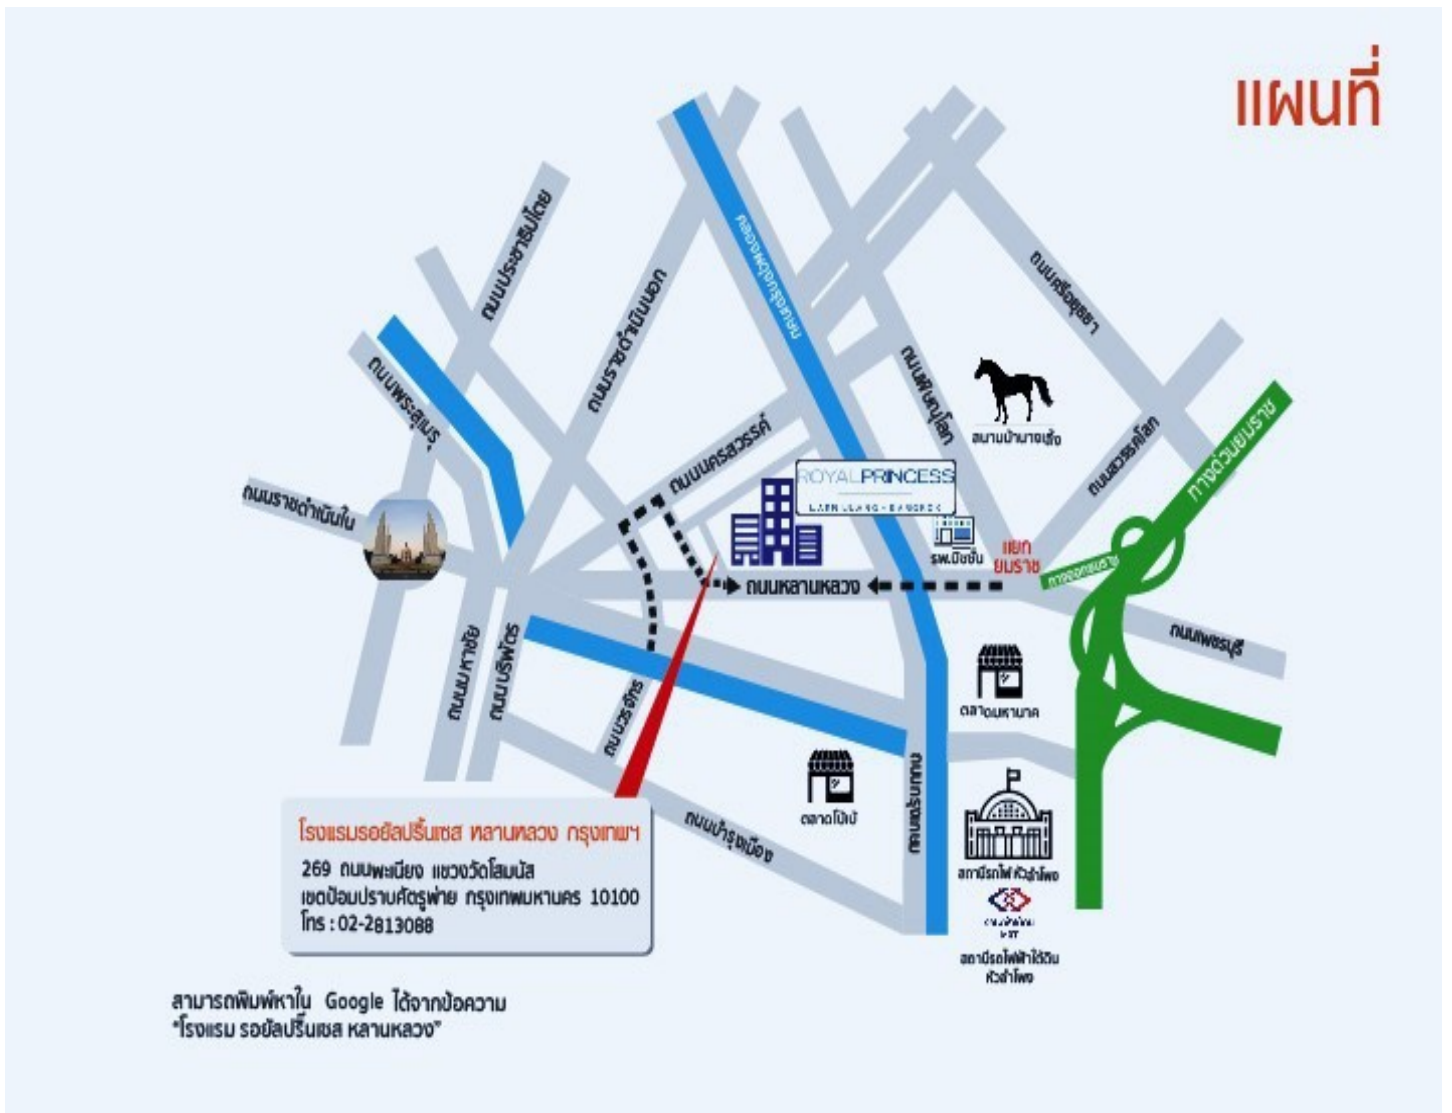 แผนที่
ถนนประชาธิปไตย
ถนนราชดำเนินนอก
คลองผดุงกรุงเกษม
ถนนศรีอยุธยา
ถนนพระสุเมรุ
ถนนนครสวรรค์
ถนนพิษณุโลก
สนามม้านางเลิ้ง
ถนนสวรรคโลก
ทางด่วนยมราช
ถนนราชดำเนินใน
ROYAL PRINCESS
LARN LUANG - BANGKOK
รพ.มิชชั่น
แยก
ยมราช
ถนนหลานหลวง
ถนนเพชรบุรี
ถนนมหาชัย
ถนนบริพัตร
ถนนวรจักร
ตลาดมหานาค
ตลาดโบ๊เบ๊
ถนนกรุงเกษม
ถนนบำรุงเมือง
สถานีรถไฟ หัวลำโพง
MRT
สถานีรถไฟฟ้าใต้ดิน
หัวลำโพง
โรงแรมรอยัลปริ้นเซส หลานหลวง กรุงเทพฯ
269 ถนนพะเนียง แขวงวัดโสมนัส
เขตป้อมปราบศัตรูพ่าย กรุงเทพมหานคร 10100
โทร : 02-2813088
สามารถพิมพ์หาใน Google ได้จากข้อความ
"โรงแรม รอยัลปริ๊นเซส หลานหลวง"